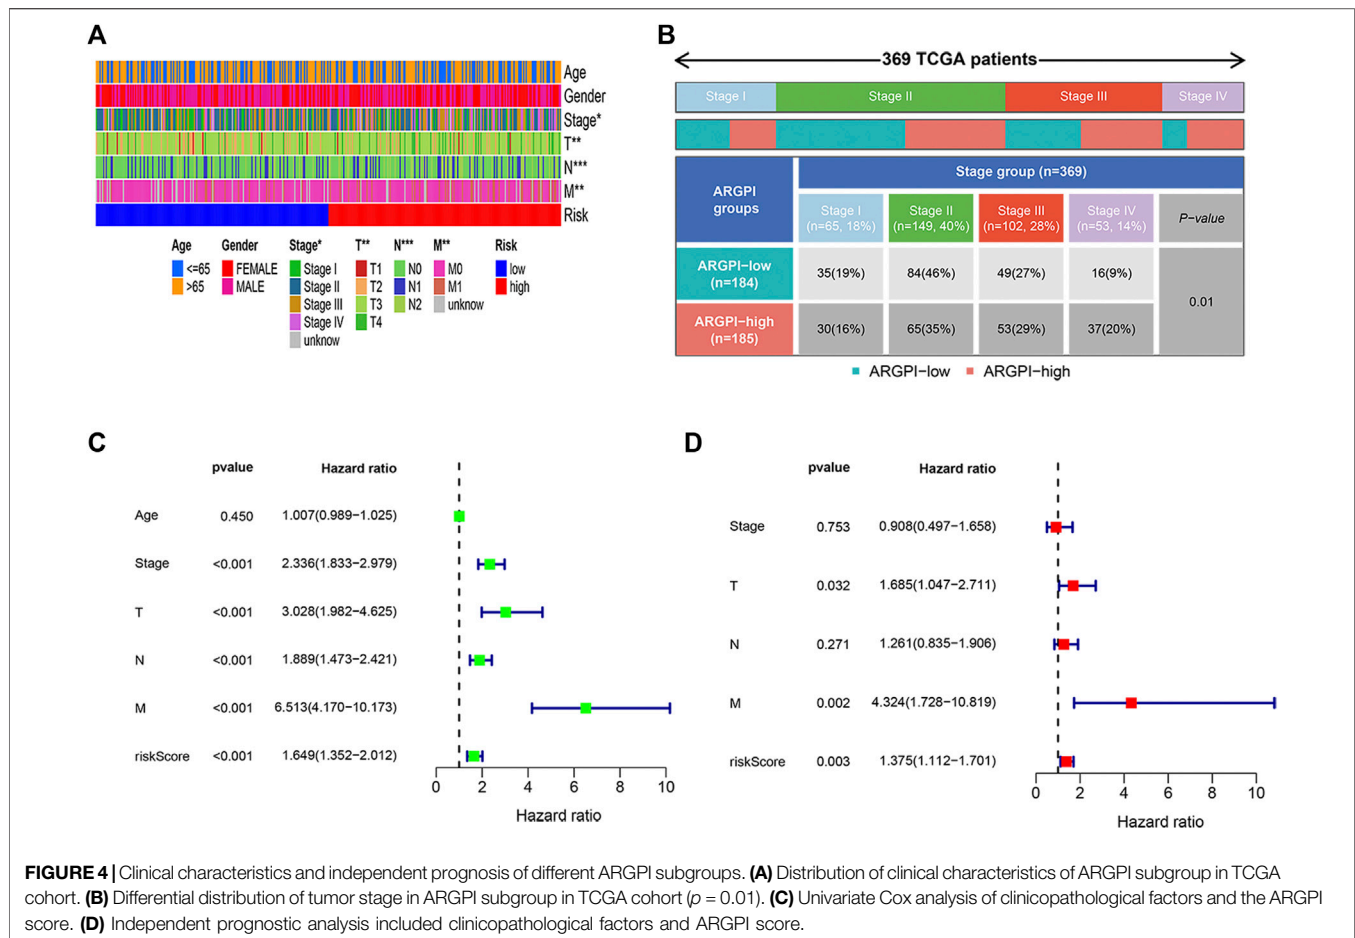 A
Age
Gender
Stage*
T**
N***
M**
Risk
Age Gender Stage* T** N*** M** Risk
<=65 FEMALE Stage I T1 N0 M0 low
>65 MALE Stage II T2 N1 M1 high
Stage III T3 N2 unknow
Stage IV T4
unknow
B
369 TCGA patients
Stage I Stage II Stage III Stage IV
ARGPI groups
Stage group (n=369)
Stage I Stage II Stage III Stage IV P−value
(n=65, 18%) (n=149, 40%) (n=102, 28%) (n=53, 14%)
ARGPI−low
(n=184)
35(19%) 84(46%) 49(27%) 16(9%)
0.01
ARGPI−high
(n=185)
30(16%) 65(35%) 53(29%) 37(20%)
ARGPI−low ARGPI−high
C
pvalue Hazard ratio
Age 0.450 1.007(0.989−1.025)
Stage <0.001 2.336(1.833−2.979)
T <0.001 3.028(1.982−4.625)
N <0.001 1.889(1.473−2.421)
M <0.001 6.513(4.170−10.173)
riskScore <0.001 1.649(1.352−2.012)
0 2 4 6 8 10
Hazard ratio
D
pvalue Hazard ratio
Stage 0.753 0.908(0.497−1.658)
T 0.032 1.685(1.047−2.711)
N 0.271 1.261(0.835−1.906)
M 0.002 4.324(1.728−10.819)
riskScore 0.003 1.375(1.112−1.701)
0 2 4 6 8 10
Hazard ratio
FIGURE 4 | Clinical characteristics and independent prognosis of different ARGPI subgroups. (A) Distribution of clinical characteristics of ARGPI subgroup in TCGA
cohort. (B) Differential distribution of tumor stage in ARGPI subgroup in TCGA cohort (p = 0.01). (C) Univariate Cox analysis of clinicopathological factors and the ARGPI
score. (D) Independent prognostic analysis included clinicopathological factors and ARGPI score.